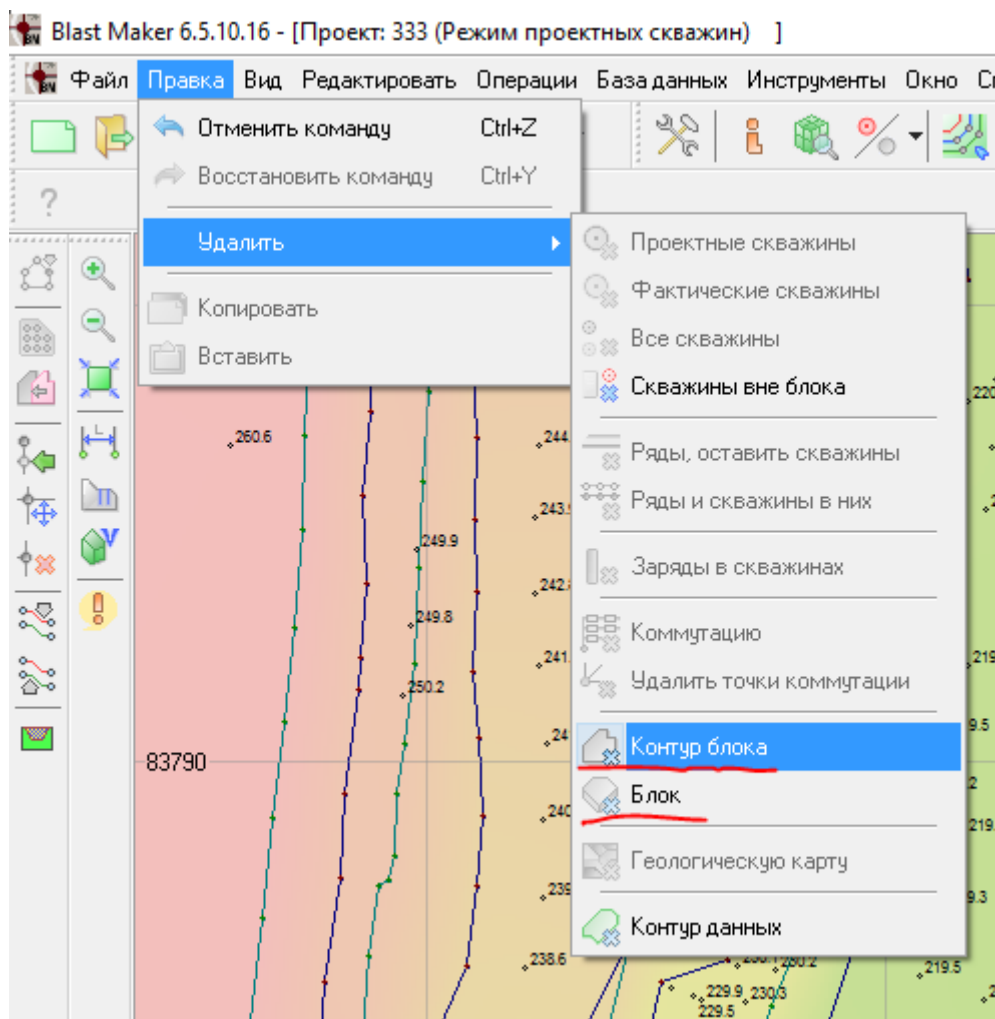 Blast Maker 6.5.10.16 - [Проект: 333 (Режим проектных скважин) ]
Файл Правка Вид Редактировать Операции База данных Инструменты Окно
Отменить команду Ctrl+Z
Восстановить команду Ctrl+Y
Удалить
Копировать
Вставить
Проектные скважины
Фактические скважины
Все скважины
Скважины вне блока
Ряды, оставить скважины
Ряды и скважины в них
Заряды в скважинах
Коммутацию
Удалить точки коммутации
Контур блока
Блок
Геологическую карту
Контур данных
260.6
249.9
249.8
250.2
83790
238.6
219.5
229.9
230.3
229.5